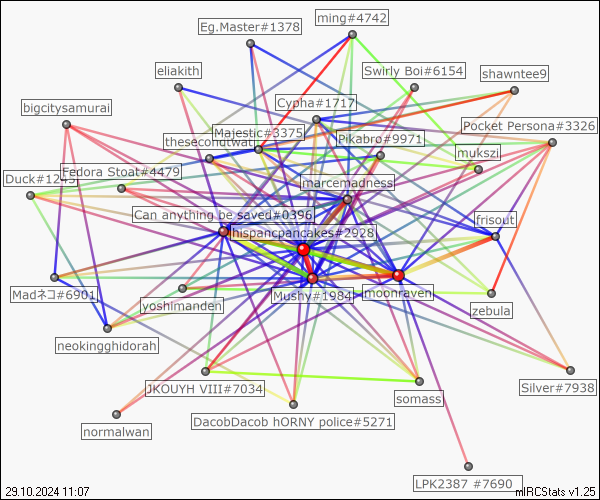 ming#4742
Eg.Master#1378
eliakith
Swirly Boi#6154
shawntee9
bigcitysamurai
Cypha#1717
Pocket Persona#3326
Majestic#3375
thesecondtwat
Pikabro#9971
mukszi
Fedora Stoat#4479
Duck#1243
marcemadness
Can anything be saved#0396
frisout
hispancpancakes#2928
Madネコ#6901
yoshimanden
Mushy#1984
moonraven
zebula
neokingghidorah
JKOUYH VIII#7034
somass
Silver#7938
normalwan
DacobDacob hORNY police#5271
LPK2387 #7690
29.10.2024 11:07
mIRCStats v1.25